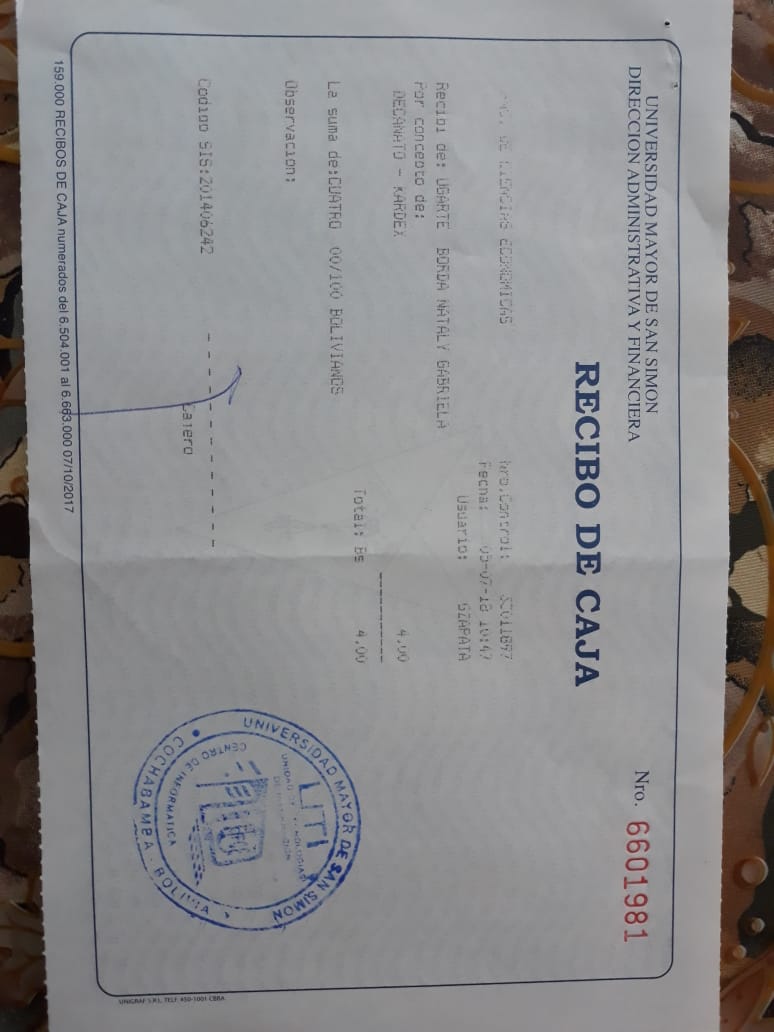 UNIVERSIDAD MAYOR DE SAN SIMON
DIRECCION ADMINISTRATIVA Y FINANCIERA
RECIBO DE CAJA
Nro. 6601981
DE CIENCIAS ECONOMICAS
Nro.Control:
Fecha: 05-07-18 10:47
Usuario: GZAPATA
Recibi de: UGARTE BORDA NATALY GABRIELA
Por concepto de:
DECANATO - KARDEX 4,00
-----------
Total: Bs 4,00
La suma de:CUATRO 00/100 BOLIVIANOS
Observacion:
Codigo SIS:201406242
Cajero
UNIVERSIDAD MAYOR DE SAN SIMON
COCHABAMBA - BOLIVIA
UTI
UNIDAD DE TECNOLOGIAS
CENTRO DE INFORMATICA
159.000 RECIBOS DE CAJA numerados del 6.504.001 al 6.663.000 07/10/2017
UNIGRAF S.R.L. TELF. 450-1001 CBBA